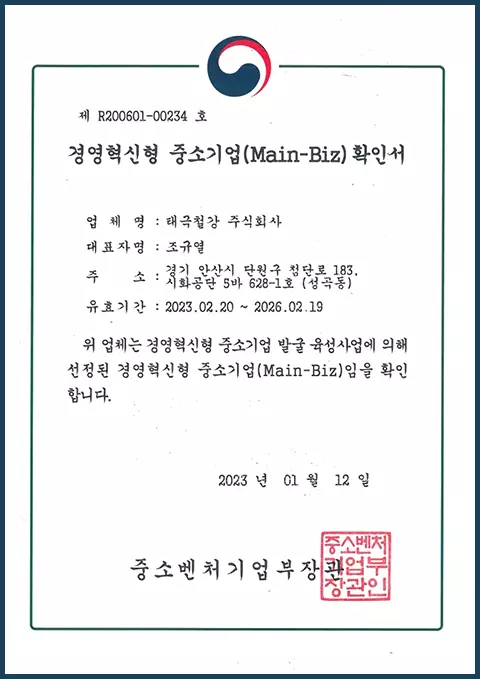 제 R200601-00234 호
경영혁신형 중소기업(Main-Biz)확인서
업 체 명 : 태극철강 주식회사
대표자명 : 조규열
주 소 : 경기 안산시 단원구 첨단로 183,
시화공단 5바 628-1호 (성곡동)
유효기간 : 2023.02.20 ~ 2026.02.19
위 업체는 경영혁신형 중소기업 발굴 육성사업에 의해
선정된 경영혁신형 중소기업(Main-Biz)임을 확인
합니다.
2023 년 01 월 12 일
중소벤처기업부장관
중소벤처
기업부
장관인